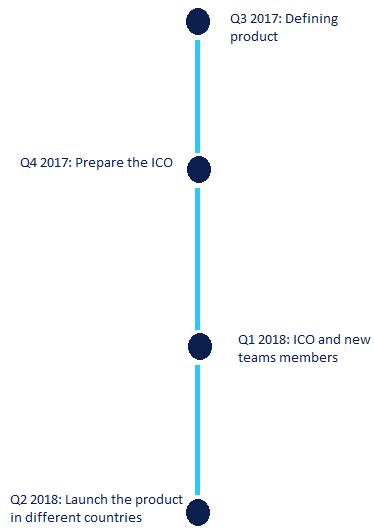 Q3 2017: Defining
product
Q4 2017: Prepare the ICO
Q1 2018: ICO and new
teams members
Q2 2018: Launch the product
in different countries